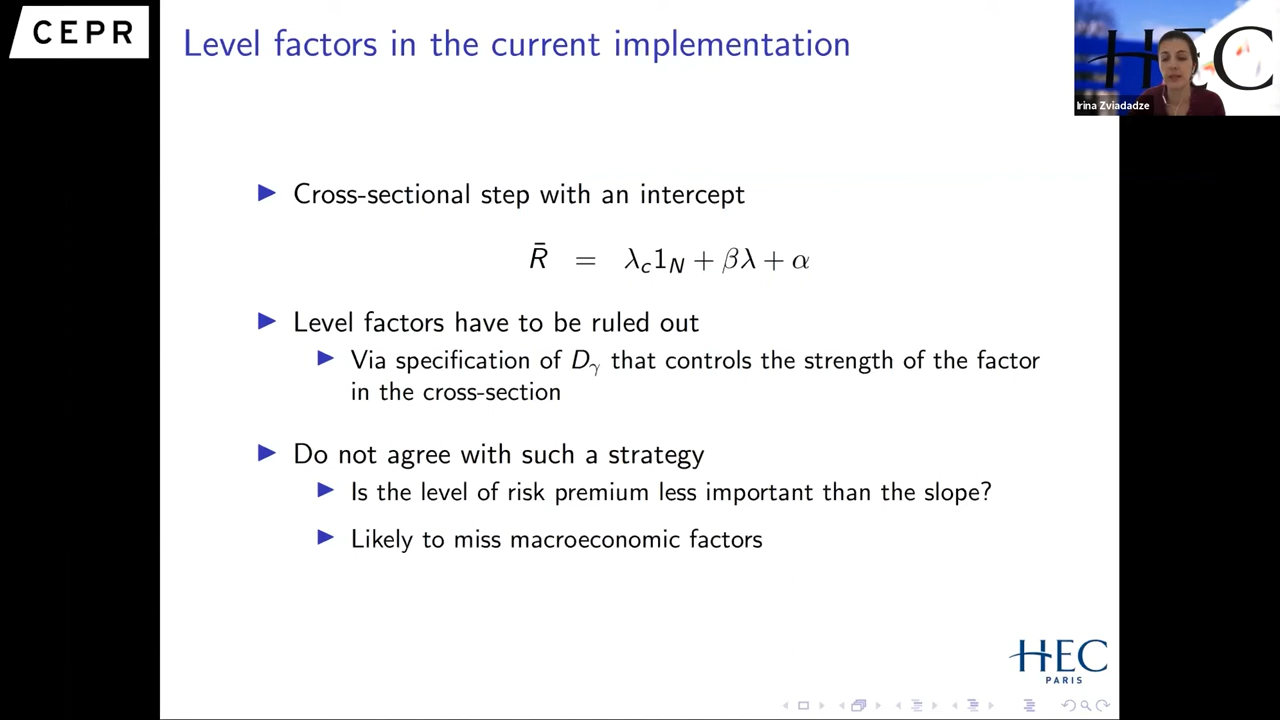 CEPR
Level factors in the current implementation
HEC
Irina Zviadadze
▶ Cross-sectional step with an intercept
R̄ = λ_c 1_N + βλ + α
▶ Level factors have to be ruled out
▶ Via specification of D_γ that controls the strength of the factor
in the cross-section
▶ Do not agree with such a strategy
▶ Is the level of risk premium less important than the slope?
▶ Likely to miss macroeconomic factors
HEC
PARIS